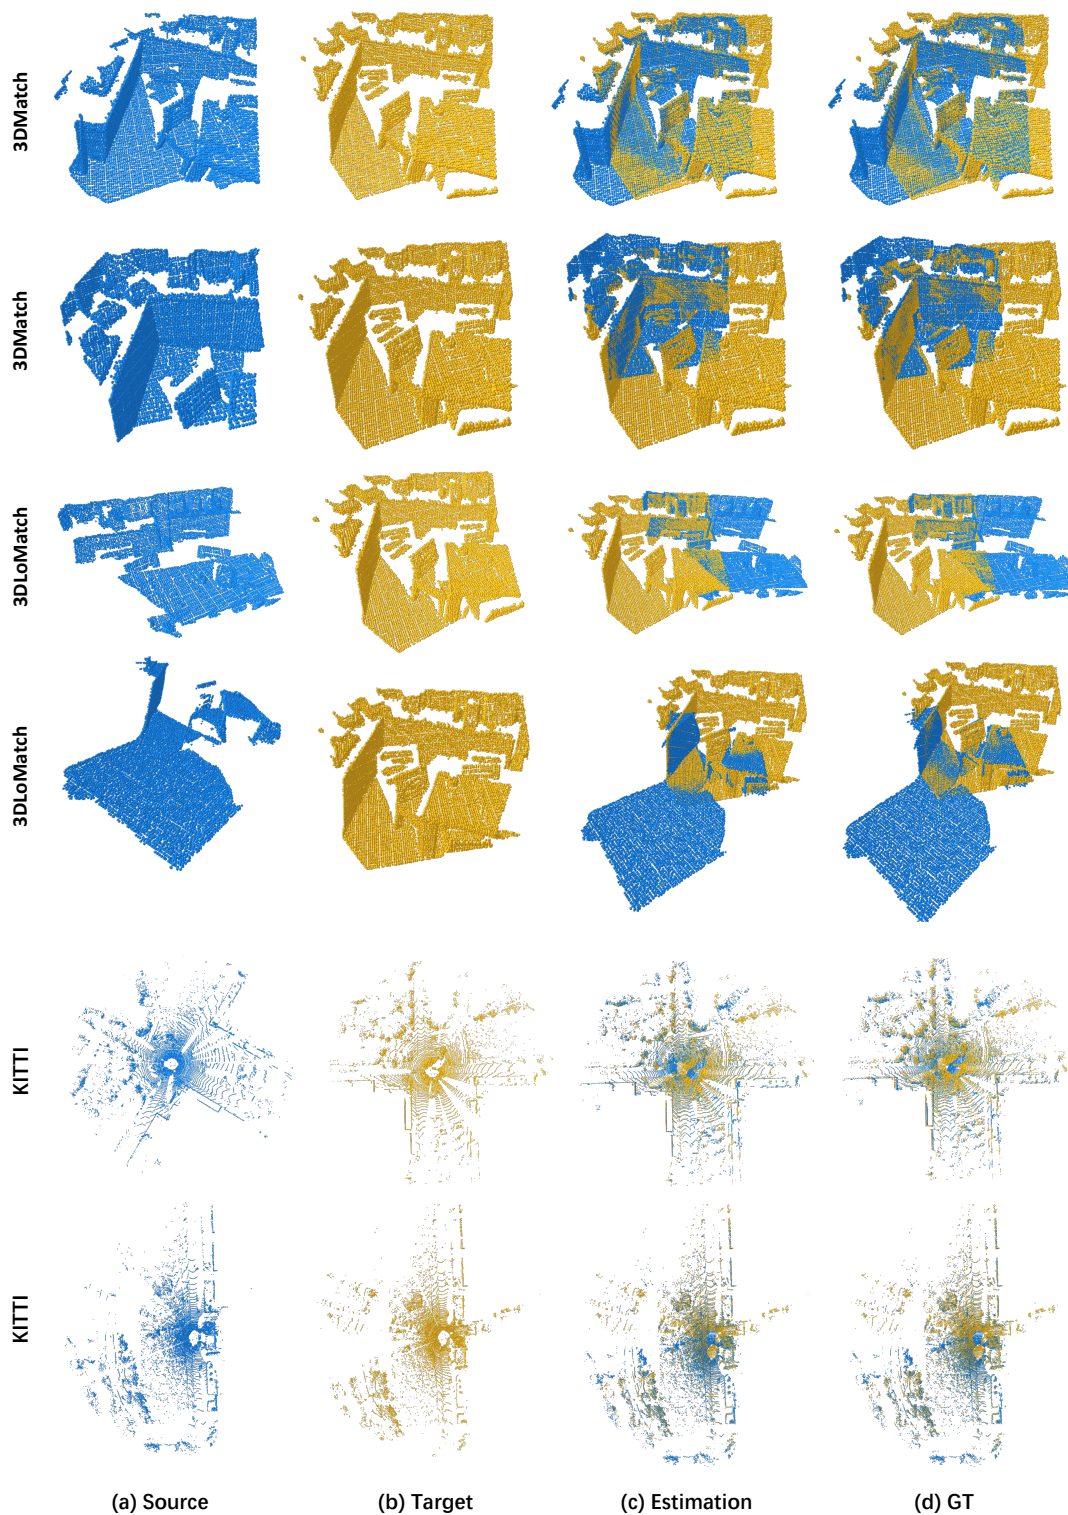 3DMatch
3DMatch
3DLoMatch
3DLoMatch
KITTI
KITTI
(a) Source (b) Target (c) Estimation (d) GT